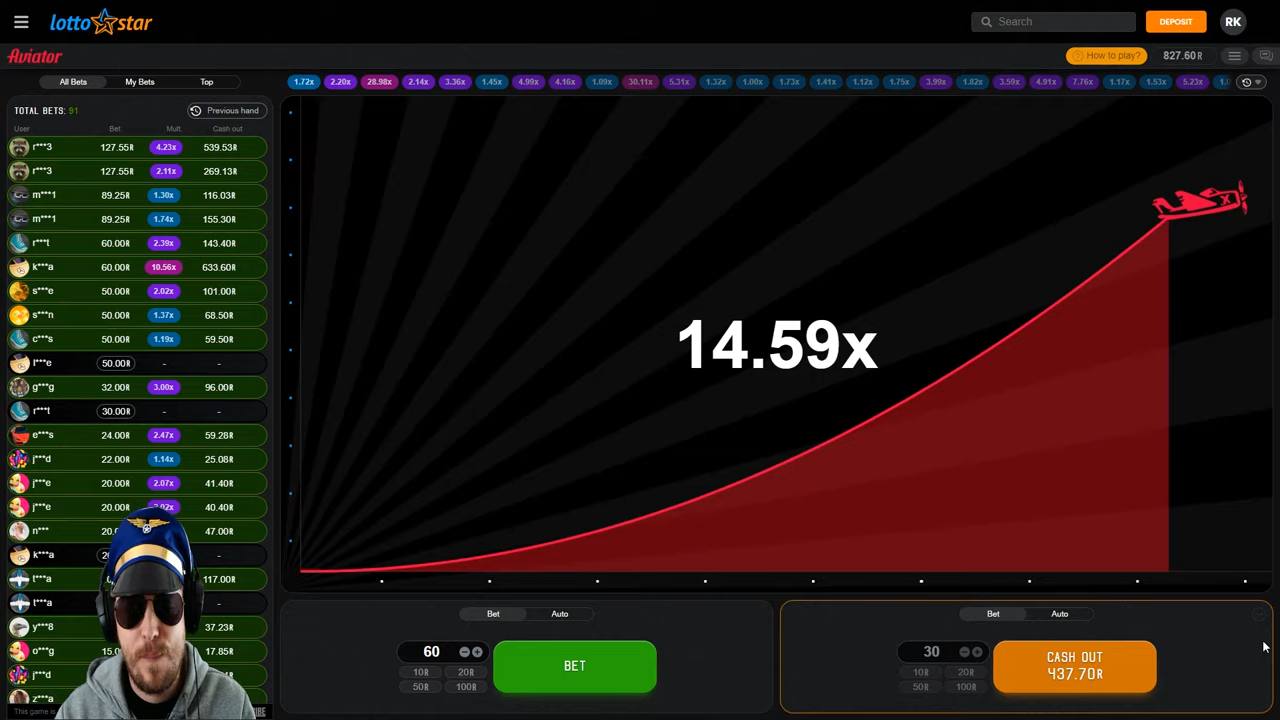 lotto star
Search
DEPOSIT
RK
Aviator
How to play?
827.60R
All Bets My Bets Top
1.72x 2.20x 28.98x 2.14x 3.36x 1.45x 4.99x 4.16x 1.09x 30.11x 5.31x 1.32x 1.00x 1.73x 1.41x 1.12x 1.75x 3.99x 1.82x 3.59x 4.91x 7.76x 1.17x 1.53x 5.23x
TOTAL BETS: 91
Previous hand
User Bet Mult. Cash out
r***3 127.55R 4.23x 539.53R
r***3 127.55R 2.11x 269.13R
m***1 89.25R 1.30x 116.03R
m***1 89.25R 1.74x 155.30R
r***t 60.00R 2.39x 143.40R
k***a 60.00R 10.56x 633.60R
s***e 50.00R 2.02x 101.00R
s***n 50.00R 1.37x 68.50R
c***s 50.00R 1.19x 59.50R
l***e 50.00R - -
g***g 32.00R 3.00x 96.00R
r***t 30.00R - -
e***s 24.00R 2.47x 59.28R
j***d 22.00R 1.14x 25.08R
j***e 20.00R 2.07x 41.40R
j***e 20.00R 40.40R
n*** 47.00R
k***a -
t***a 117.00R
t***a -
y***8 37.23R
o***g 17.85R
j***d
z***a
This game is
14.59x
X
Bet Auto
60
10R 20R
50R 100R
BET
Bet Auto
30
10R 20R
50R 100R
CASH OUT
437.70R